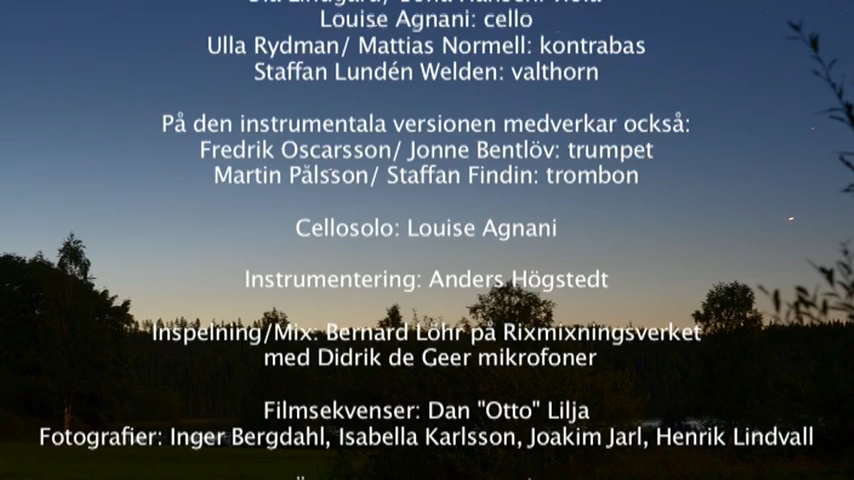 Louise Agnani: cello
Ulla Rydman/ Mattias Normell: kontrabas
Staffan Lundén Welden: valthorn
På den instrumentala versionen medverkar också:
Fredrik Oscarsson/ Jonne Bentlöv: trumpet
Martin Pålsson/ Staffan Findin: trombon
Cellosolo: Louise Agnani
Instrumentering: Anders Högstedt
Inspelning/Mix: Bernard Löhr på Rixmixningsverket
med Didrik de Geer mikrofoner
Filmsekvenser: Dan "Otto" Lilja
Fotografier: Inger Bergdahl, Isabella Karlsson, Joakim Jarl, Henrik Lindvall